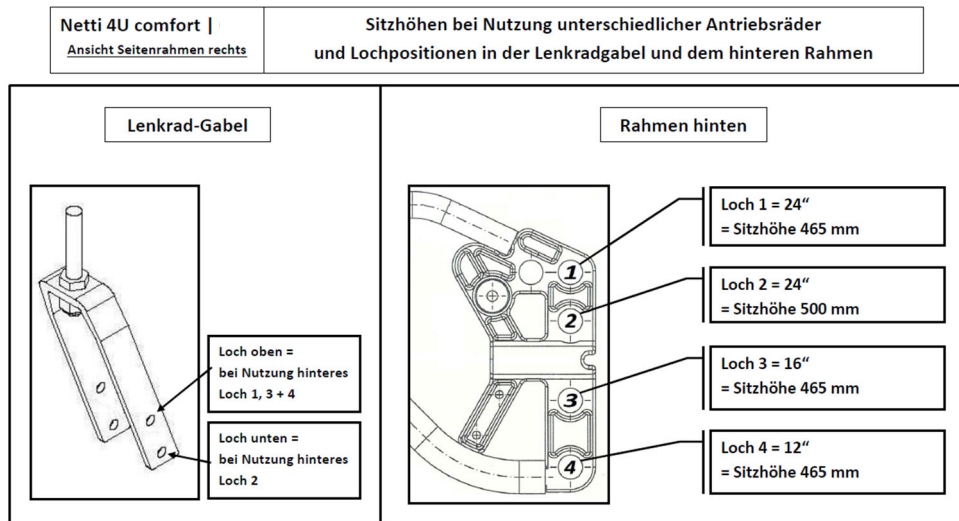 Netti 4U comfort |
Ansicht Seitenrahmen rechts
Sitzhöhen bei Nutzung unterschiedlicher Antriebsräder
und Lochpositionen in der Lenkradgabel und dem hinteren Rahmen
Lenkrad-Gabel
Loch oben =
bei Nutzung hinteres
Loch 1, 3 + 4
Loch unten =
bei Nutzung hinteres
Loch 2
Rahmen hinten
1
2
3
4
Loch 1 = 24“
= Sitzhöhe 465 mm
Loch 2 = 24“
= Sitzhöhe 500 mm
Loch 3 = 16“
= Sitzhöhe 465 mm
Loch 4 = 12“
= Sitzhöhe 465 mm